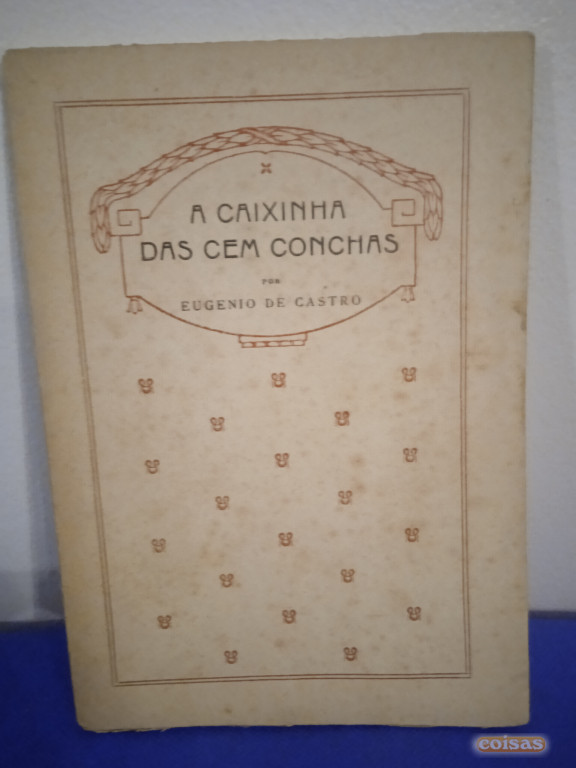 A CAIXINHA
DAS CEM CONCHAS
POR
EUGENIO DE CASTRO
coisas